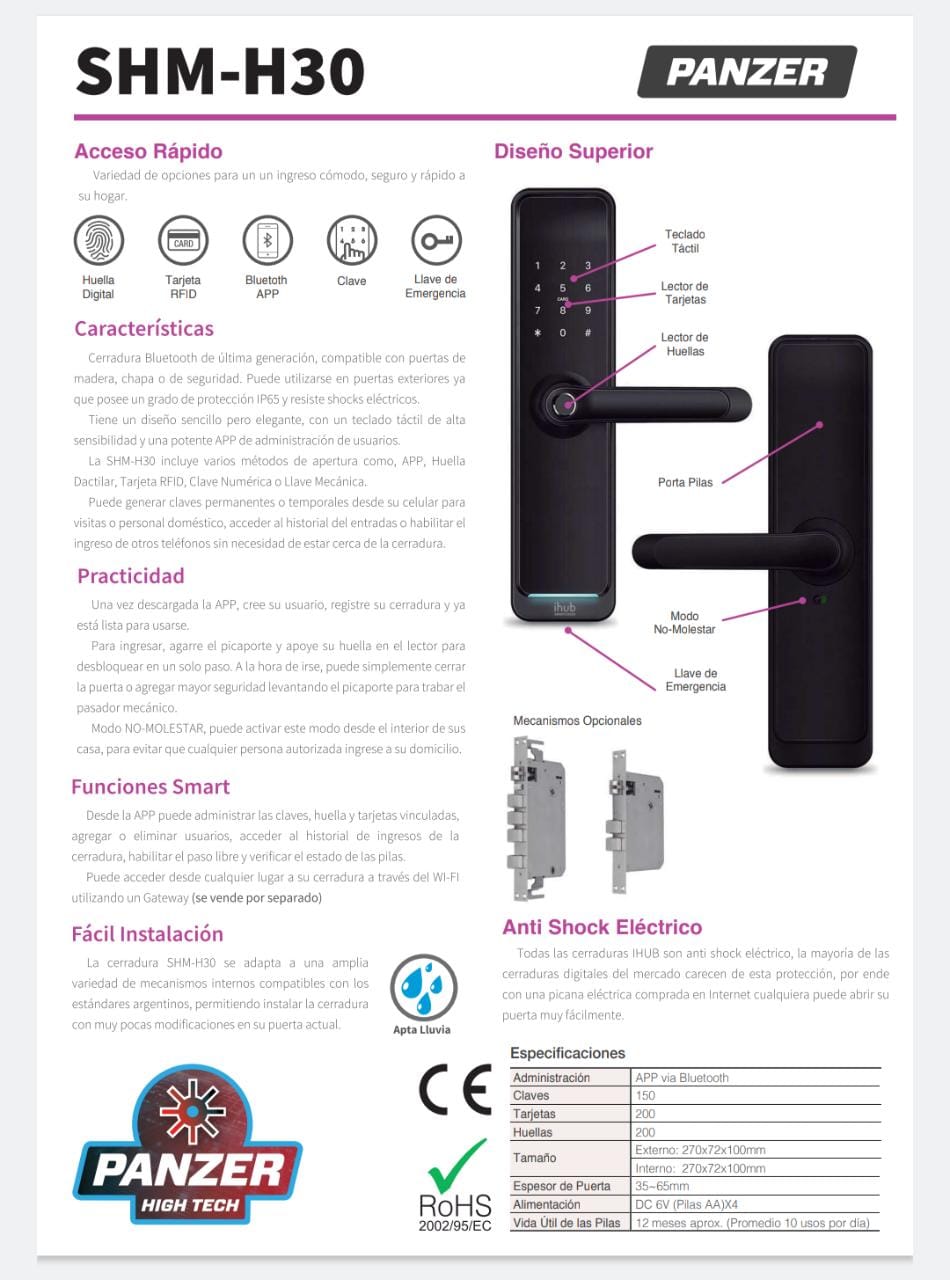 SHM-H30
PANZER
Acceso Rápido
Variedad de opciones para un un ingreso cómodo, seguro y rápido a
su hogar.
CARD
1 2 3
4 5 6
Huella
Digital
Tarjeta
RFID
Bluetoth
APP
Clave
Llave de
Emergencia
Características
Cerradura Bluetooth de última generación, compatible con puertas de
madera, chapa o de seguridad. Puede utilizarse en puertas exteriores ya
que posee un grado de protección IP65 y resiste shocks eléctricos.
Tiene un diseño sencillo pero elegante, con un teclado táctil de alta
sensibilidad y una potente APP de administración de usuarios.
La SHM-H30 incluye varios métodos de apertura como, APP, Huella
Dactilar, Tarjeta RFID, Clave Numérica o Llave Mecánica.
Puede generar claves permanentes o temporales desde su celular para
visitas o personal doméstico, acceder al historial del entradas o habilitar el
ingreso de otros teléfonos sin necesidad de estar cerca de la cerradura.
Practicidad
Una vez descargada la APP, cree su usuario, registre su cerradura y ya
está lista para usarse.
Para ingresar, agarre el picaporte y apoye su huella en el lector para
desbloquear en un solo paso. A la hora de irse, puede simplemente cerrar
la puerta o agregar mayor seguridad levantando el picaporte para trabar el
pasador mecánico.
Modo NO-MOLESTAR, puede activar este modo desde el interior de sus
casa, para evitar que cualquier persona autorizada ingrese a su domicilio.
Funciones Smart
Desde la APP puede administrar las claves, huella y tarjetas vinculadas,
agregar o eliminar usuarios, acceder al historial de ingresos de la
cerradura, habilitar el paso libre y verificar el estado de las pilas.
Puede acceder desde cualquier lugar a su cerradura a través del WI-FI
utilizando un Gateway (se vende por separado)
Fácil Instalación
La cerradura SHM-H30 se adapta a una amplia
variedad de mecanismos internos compatibles con los
estándares argentinos, permitiendo instalar la cerradura
con muy pocas modificaciones en su puerta actual.
Apta Lluvia
PANZER
HIGH TECH
CE
RoHS
2002/95/EC
Diseño Superior
1 2 3
4 5 6
CARD
7 8 9
* 0 #
ihub
Teclado
Táctil
Lector de
Tarjetas
Lector de
Huellas
Porta Pilas
Modo
No-Molestar
Llave de
Emergencia
Mecanismos Opcionales
Anti Shock Eléctrico
Todas las cerraduras IHUB son anti shock eléctrico, la mayoría de las
cerraduras digitales del mercado carecen de esta protección, por ende
con una picana eléctrica comprada en Internet cualquiera puede abrir su
puerta muy fácilmente.
Especificaciones
Administración APP via Bluetooth
Claves 150
Tarjetas 200
Huellas 200
Tamaño Externo: 270x72x100mm
Interno: 270x72x100mm
Espesor de Puerta 35~65mm
Alimentación DC 6V (Pilas AA)X4
Vida Útil de las Pilas 12 meses aprox. (Promedio 10 usos por día)